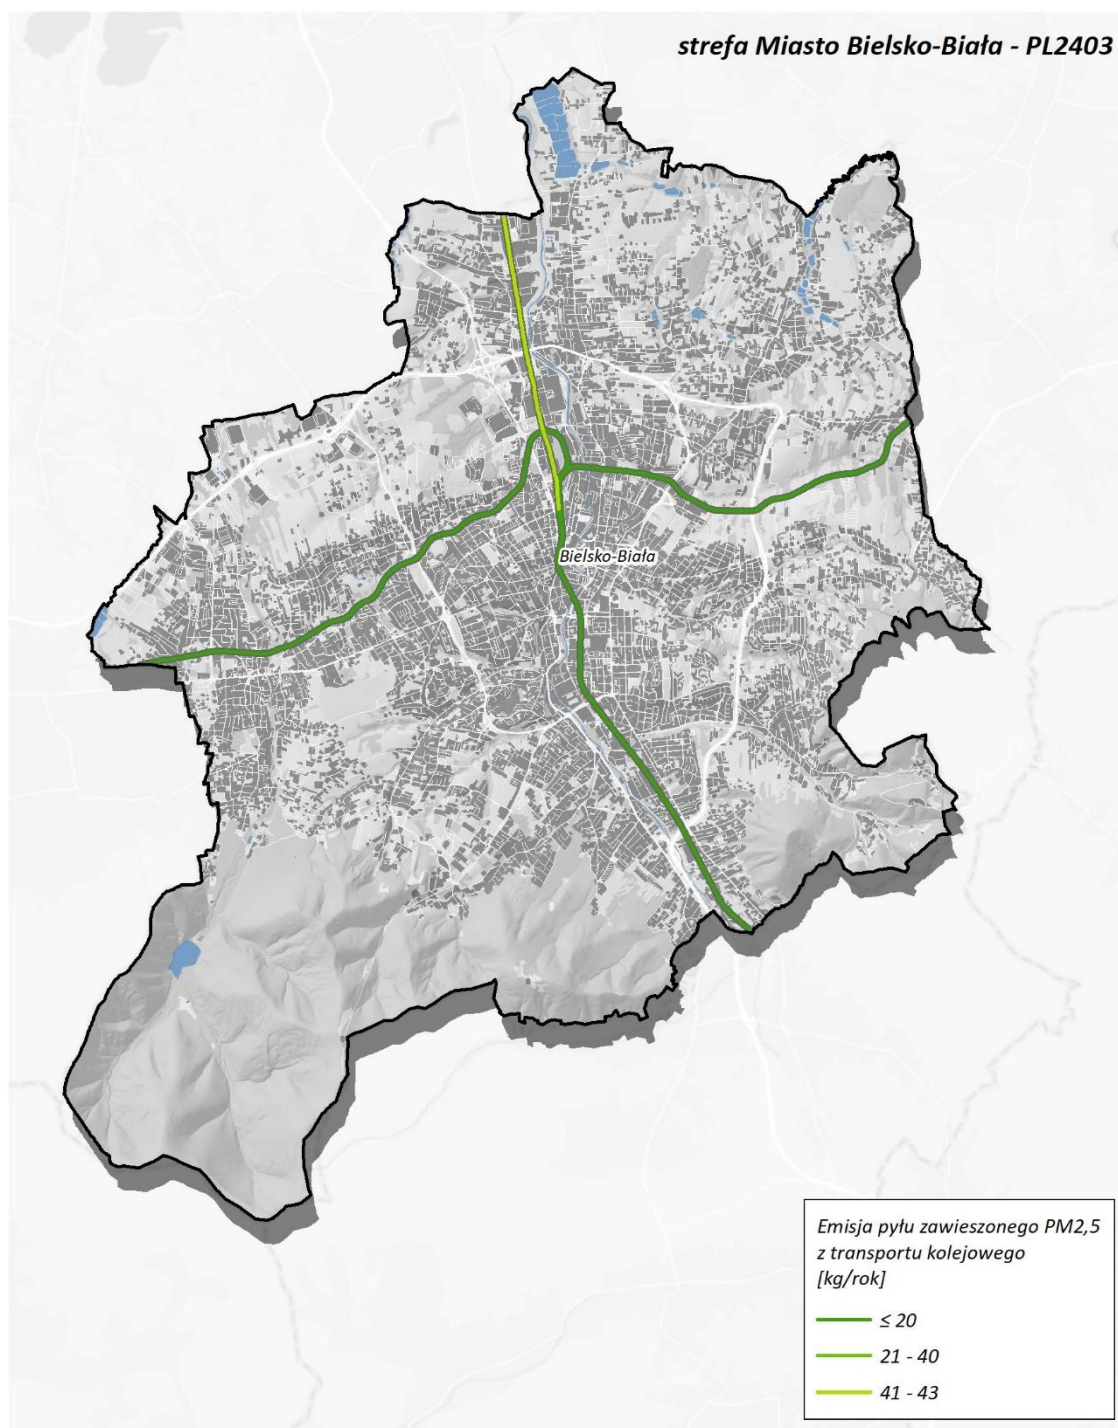 strefa Miasto Bielsko-Biała - PL2403
Bielsko-Biała
Emisja pyłu zawieszonego PM2,5
z transportu kolejowego
[kg/rok]
≤ 20
21 - 40
41 - 43